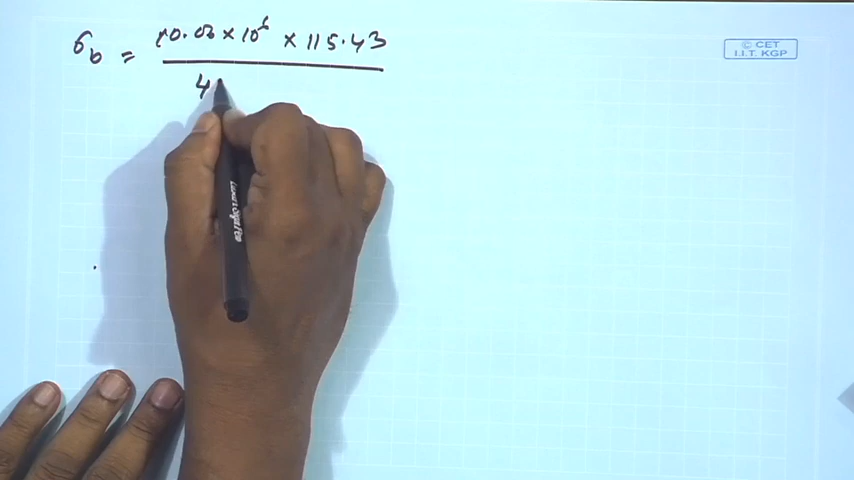 σb = 10.03 × 10⁶ × 115.43
4
© CET
I.I.T. KGP